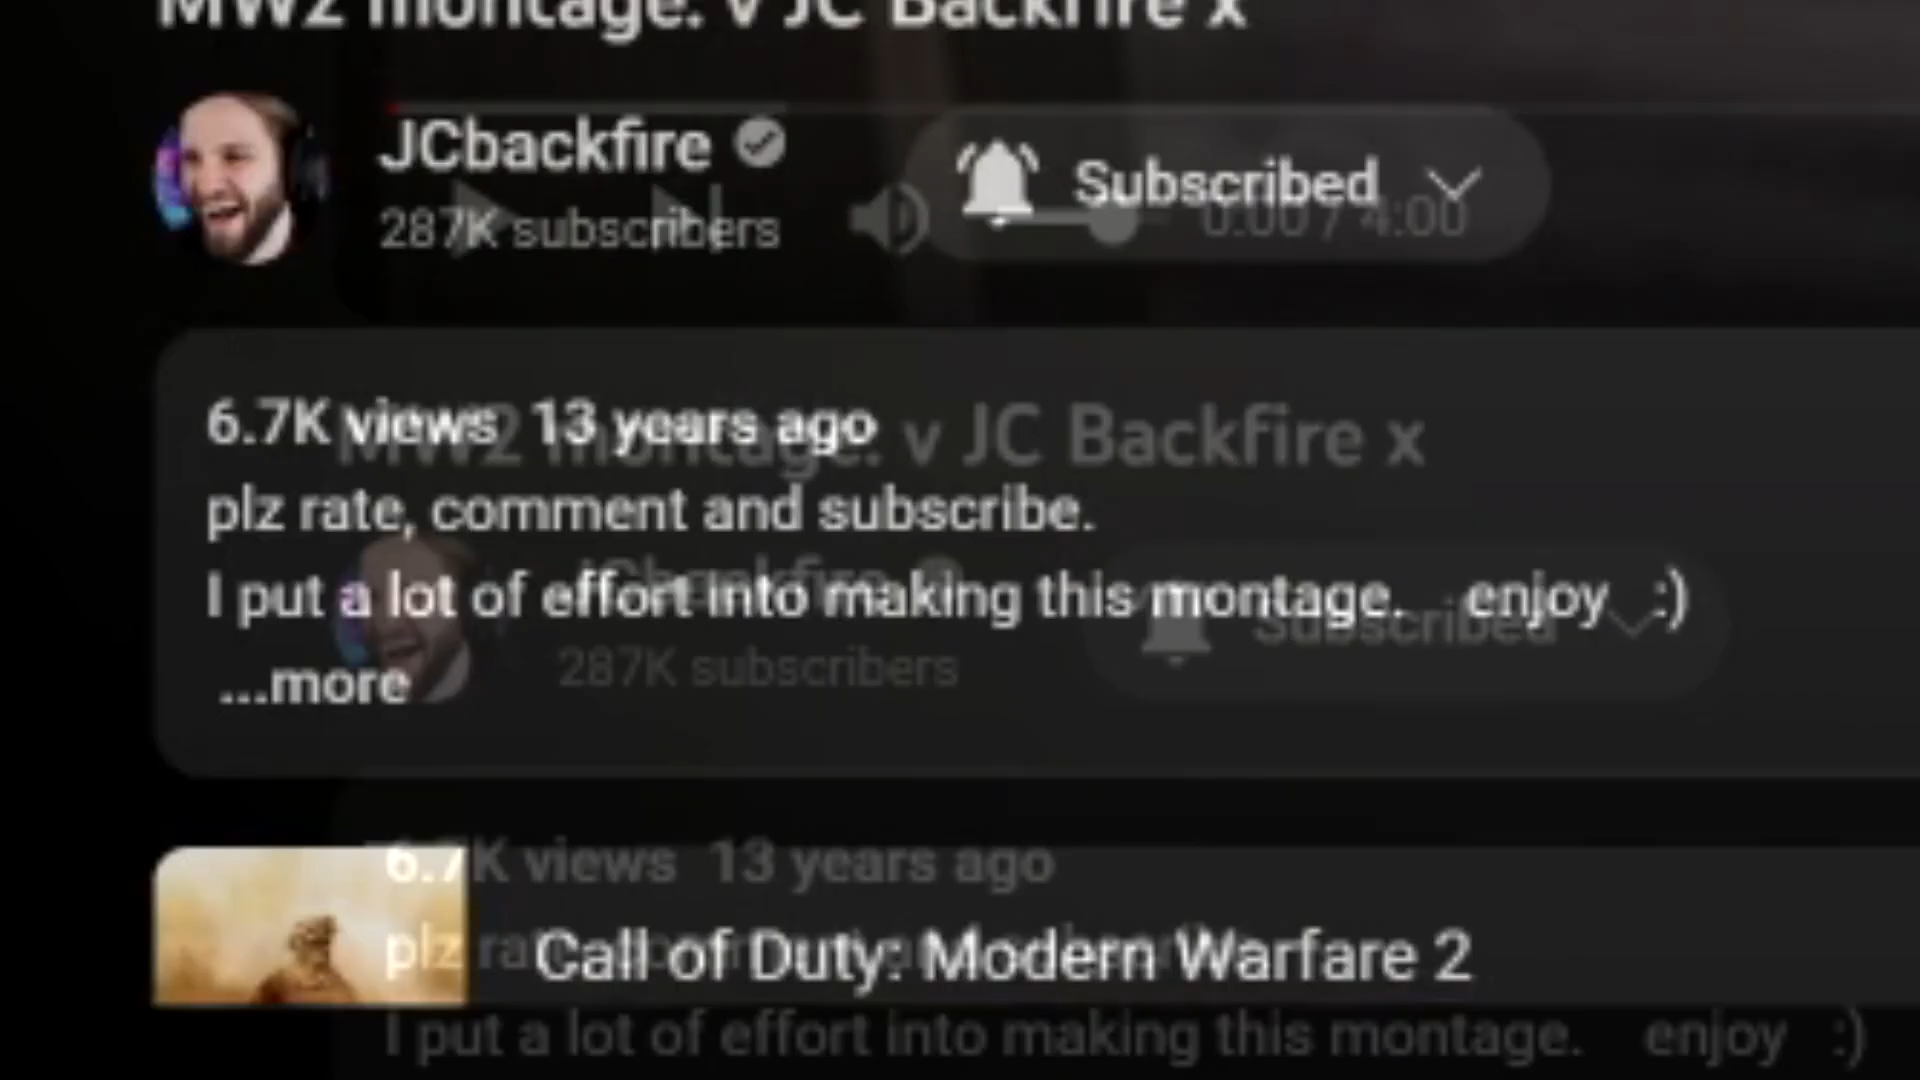 MW2 montage. v JC Backfire x
JCbackfire
287K subscribers
Subscribed
0:00 / 4:00
6.7K views 13 years ago
plz rate, comment and subscribe.
I put a lot of effort into making this montage. enjoy :)
...more
MW2 montage. v JC Backfire x
JCbackfire
287K subscribers
Subscribed
6.7K views 13 years ago
plz rate
Call of Duty: Modern Warfare 2
I put a lot of effort into making this montage. enjoy :)